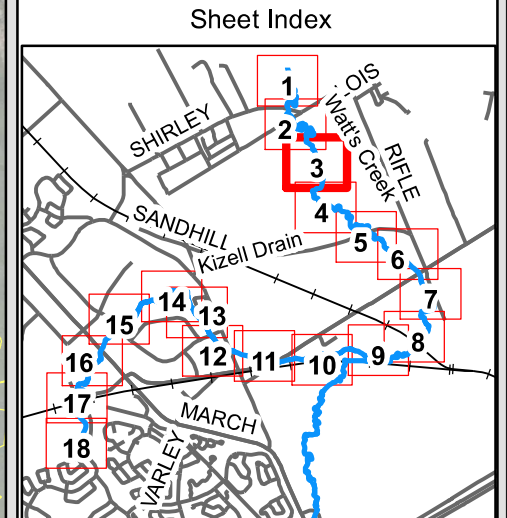 Sheet Index
1
OIS
2
SHIRLEY
Watt's Creek
RIFLE
3
4
SANDHILL
Kizell Drain
5
6
7
14
13
15
8
16
12
11
10
9
17
MARCH
VARLEY
18